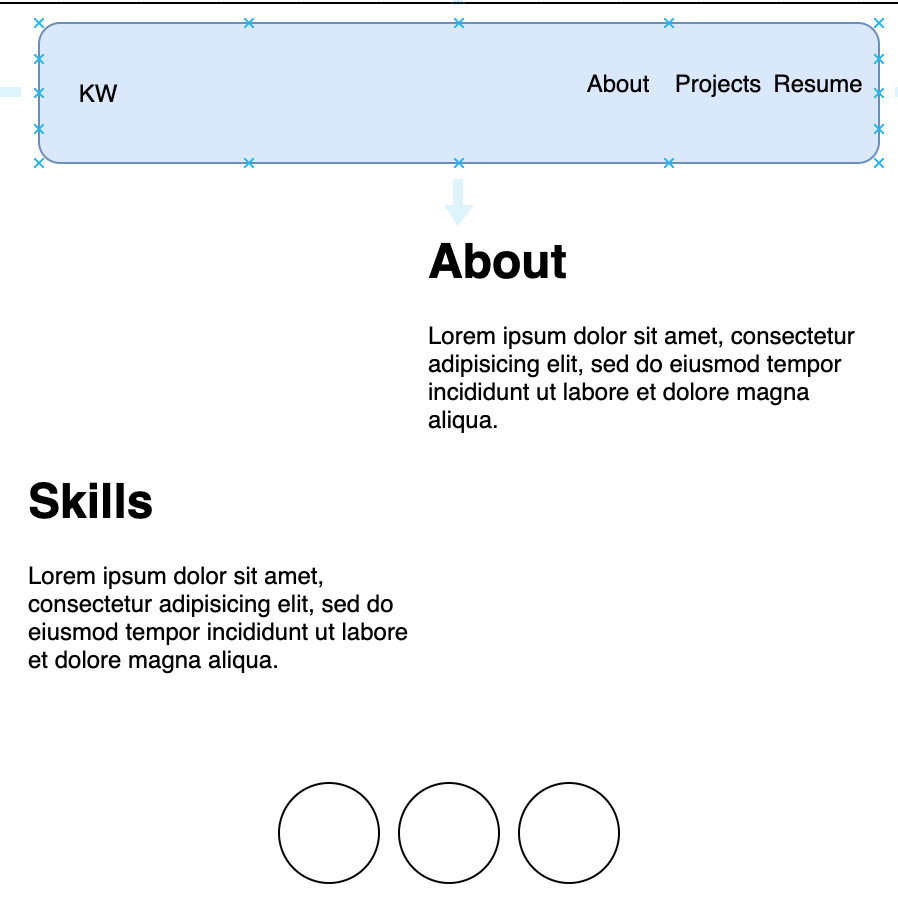 KW
About Projects Resume
About
Lorem ipsum dolor sit amet, consectetur
adipisicing elit, sed do eiusmod tempor
incididunt ut labore et dolore magna
aliqua.
Skills
Lorem ipsum dolor sit amet,
consectetur adipisicing elit, sed do
eiusmod tempor incididunt ut labore
et dolore magna aliqua.